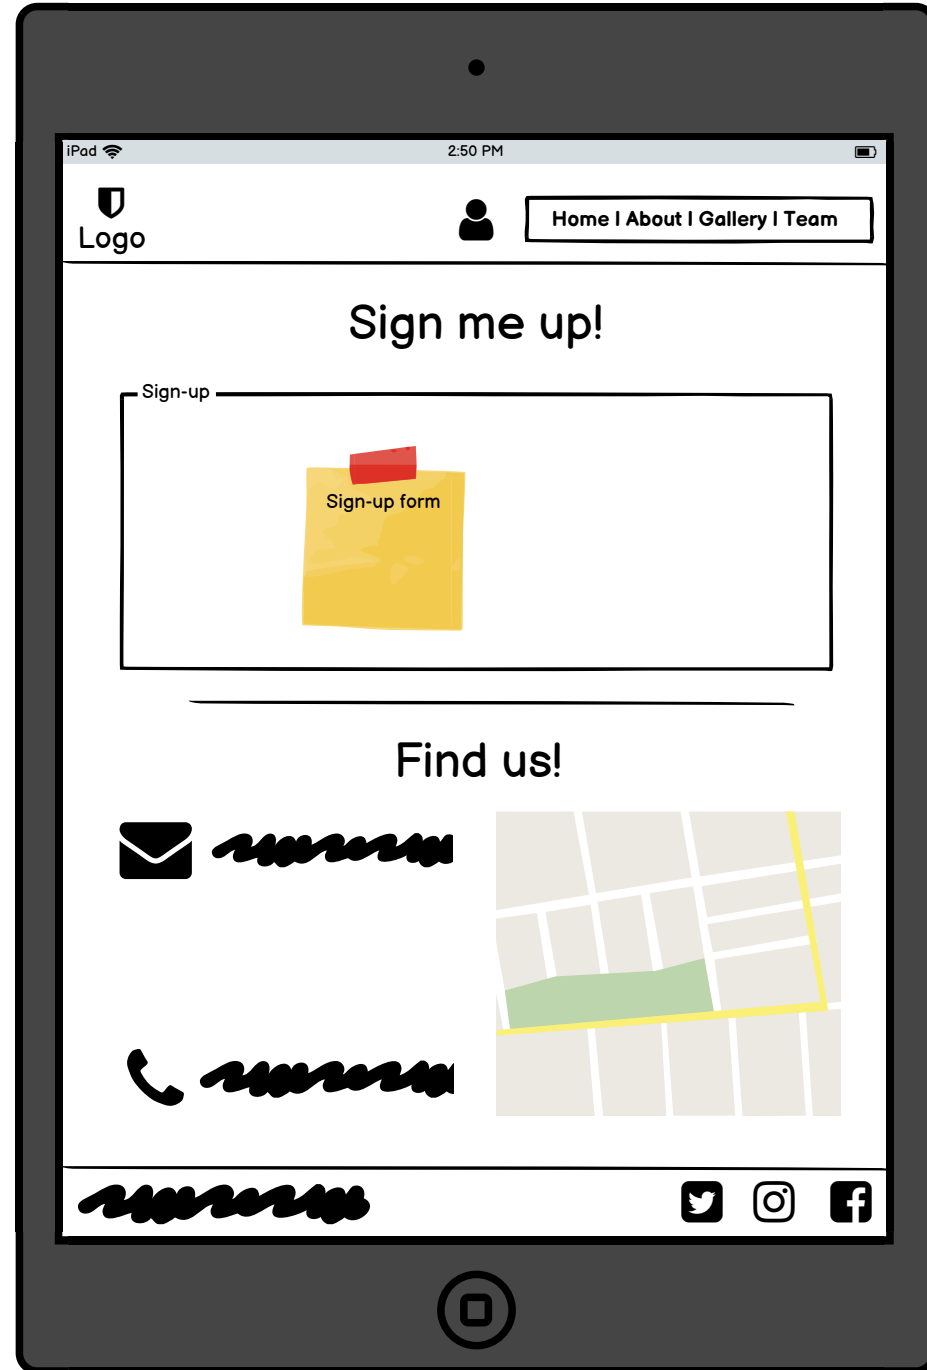 iPad 2:50 PM
Logo
Home | About | Gallery | Team
Sign me up!
Sign-up
Sign-up form
Find us!